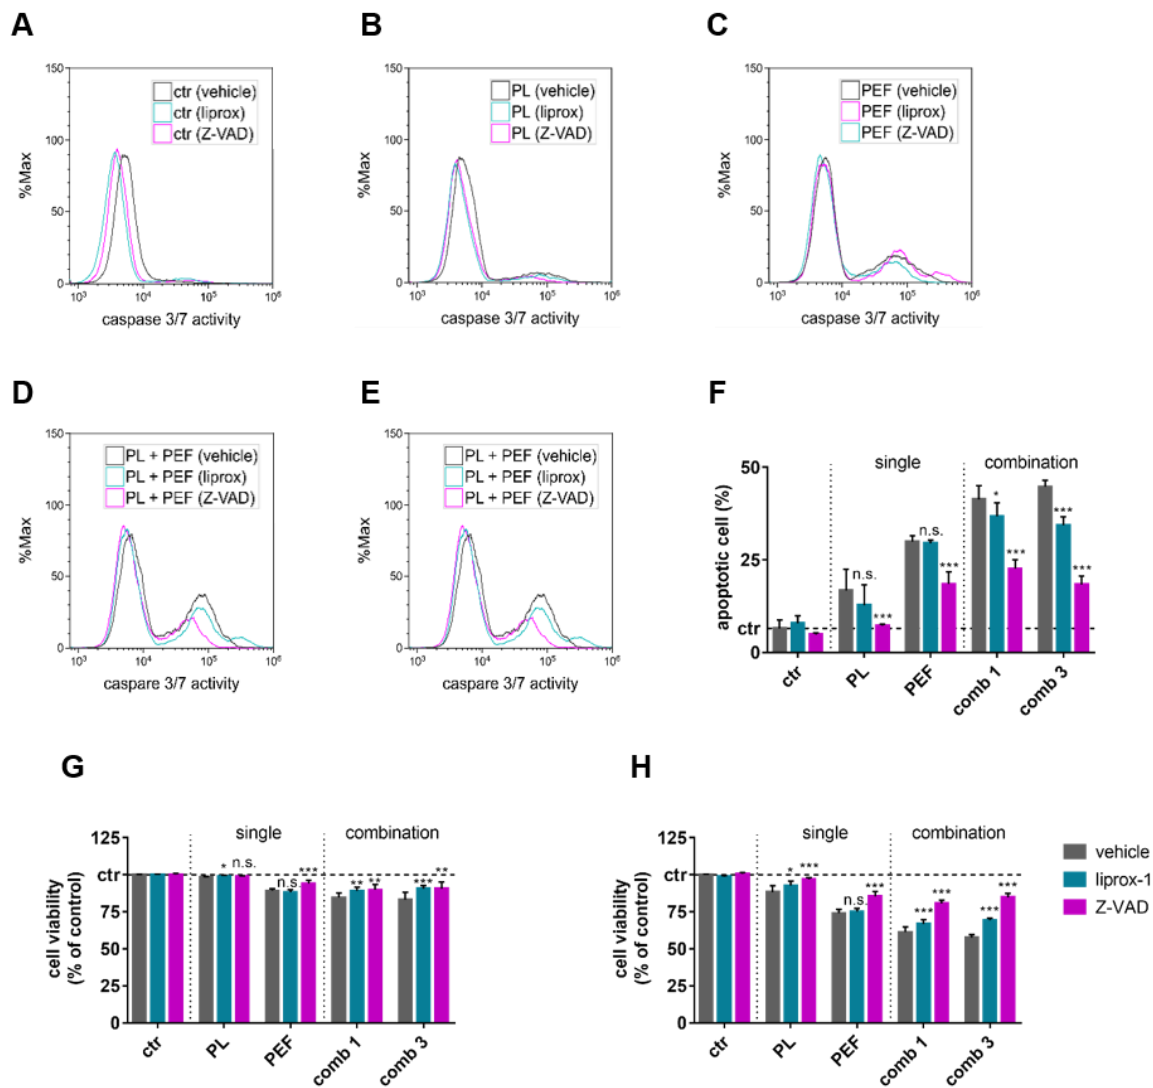 A
150
100
50
0
%Max
ctr (vehicle)
ctr (liprox)
ctr (Z-VAD)
10³ 10⁴ 10⁵ 10⁶
caspase 3/7 activity
B
150
100
50
0
%Max
PL (vehicle)
PL (liprox)
PL (Z-VAD)
10³ 10⁴ 10⁵ 10⁶
caspase 3/7 activity
C
150
100
50
0
%Max
PEF (vehicle)
PEF (liprox)
PEF (Z-VAD)
10³ 10⁴ 10⁵ 10⁶
caspase 3/7 activity
D
150
100
50
0
%Max
PL + PEF (vehicle)
PL + PEF (liprox)
PL + PEF (Z-VAD)
10³ 10⁴ 10⁵ 10⁶
caspare 3/7 activity
E
150
100
50
0
%Max
PL + PEF (vehicle)
PL + PEF (liprox)
PL + PEF (Z-VAD)
10³ 10⁴ 10⁵ 10⁶
caspare 3/7 activity
F
single combination
50
25
ctr
0
apoptotic cell (%)
n.s. *** n.s. *** * *** *** ***
ctr PL PEF comb 1 comb 3
G
single combination
125
ctr
75
50
25
0
cell viability
(% of control)
* n.s. n.s. *** ** ** *** **
ctr PL PEF comb 1 comb 3
H
single combination
125
ctr
75
50
25
0
cell viability
(% of control)
* *** n.s. *** *** *** *** ***
ctr PL PEF comb 1 comb 3
vehicle
liprox-1
Z-VAD